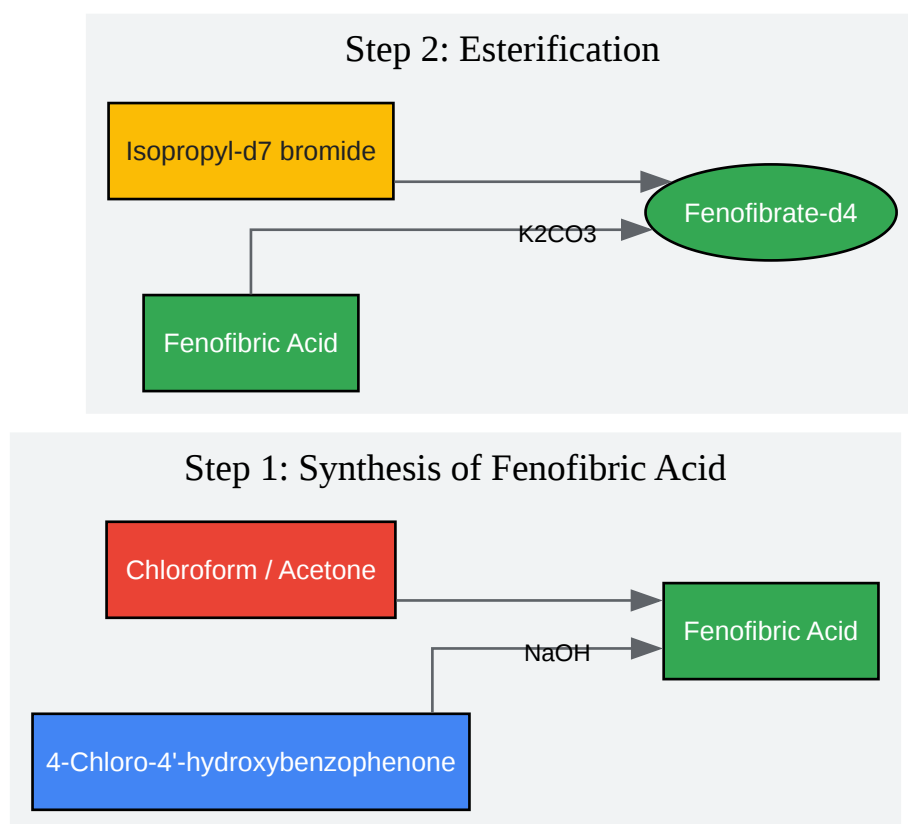 Step 2: Esterification
Isopropyl-d7 bromide
Fenofibrate-d4
K2CO3
Fenofibric Acid
Step 1: Synthesis of Fenofibric Acid
Chloroform / Acetone
Fenofibric Acid
NaOH
4-Chloro-4'-hydroxybenzophenone